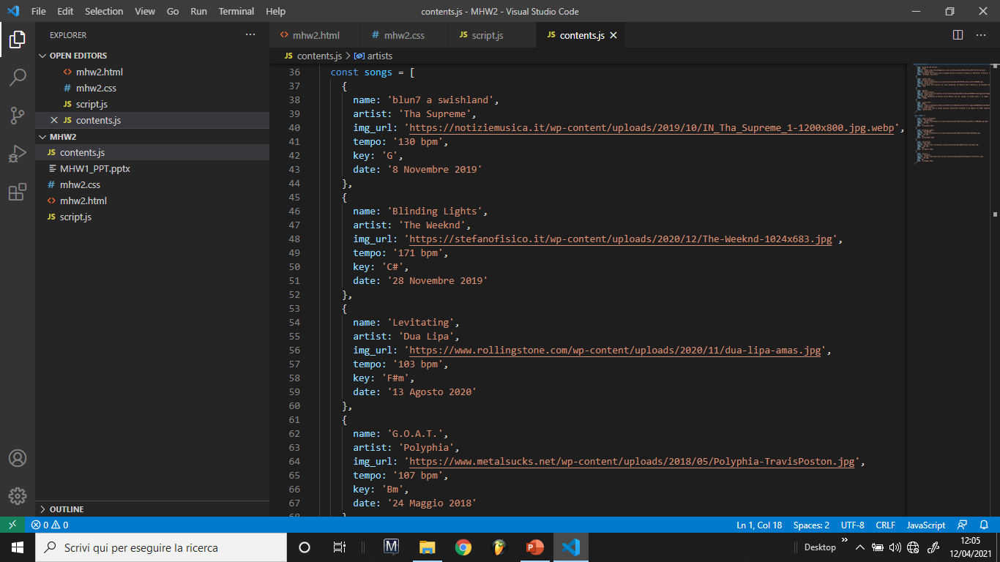 File Edit Selection View Go Run Terminal Help
contents.js - MHW2 - Visual Studio Code
EXPLORER
OPEN EDITORS
mhw2.html
# mhw2.css
JS script.js
JS contents.js
MHW2
JS contents.js
MHW1_PPT.pptx
# mhw2.css
mhw2.html
JS script.js
OUTLINE
mhw2.html # mhw2.css JS script.js JS contents.js
JS contents.js > artists
36 const songs = [
37 {
38 name: 'blun7 a swishland',
39 artist: 'Tha Supreme',
40 img_url: 'https://notiziemusica.it/wp-content/uploads/2019/10/IN_Tha_Supreme_1-1200x800.jpg.webp',
41 tempo: '130 bpm',
42 key: 'G',
43 date: '8 Novembre 2019'
44 },
45 {
46 name: 'Blinding Lights',
47 artist: 'The Weeknd',
48 img_url: 'https://stefanofisico.it/wp-content/uploads/2020/12/The-Weeknd-1024x683.jpg',
49 tempo: '171 bpm',
50 key: 'C#',
51 date: '28 Novembre 2019'
52 },
53 {
54 name: 'Levitating',
55 artist: 'Dua Lipa',
56 img_url: 'https://www.rollingstone.com/wp-content/uploads/2020/11/dua-lipa-amas.jpg',
57 tempo: '103 bpm',
58 key: 'F#m',
59 date: '13 Agosto 2020'
60 },
61 {
62 name: 'G.O.A.T.',
63 artist: 'Polyphia',
64 img_url: 'https://www.metalsucks.net/wp-content/uploads/2018/05/Polyphia-TravisPoston.jpg',
65 tempo: '107 bpm',
66 key: 'Bm',
67 date: '24 Maggio 2018'
0 0 Ln 1, Col 18 Spaces: 2 UTF-8 CRLF JavaScript
Scrivi qui per eseguire la ricerca
M
Desktop
12:05
12/04/2021